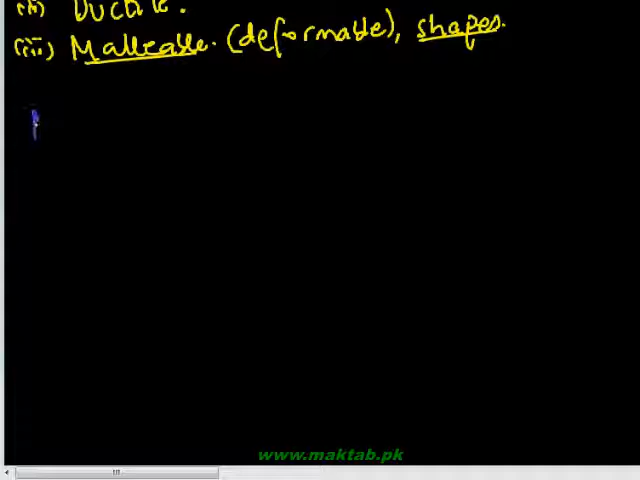 (ii) Ductile.
(iii) Malleable. (deformable), shapes.
www.maktab.pk